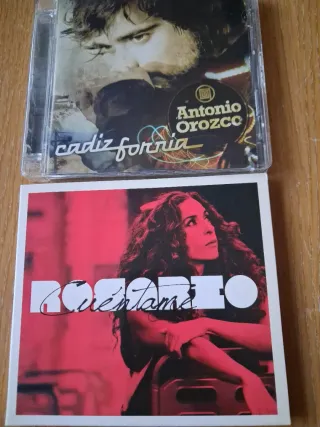 Antonio
Orozco
cadiz fornia
ROSARIO
Cuéntame